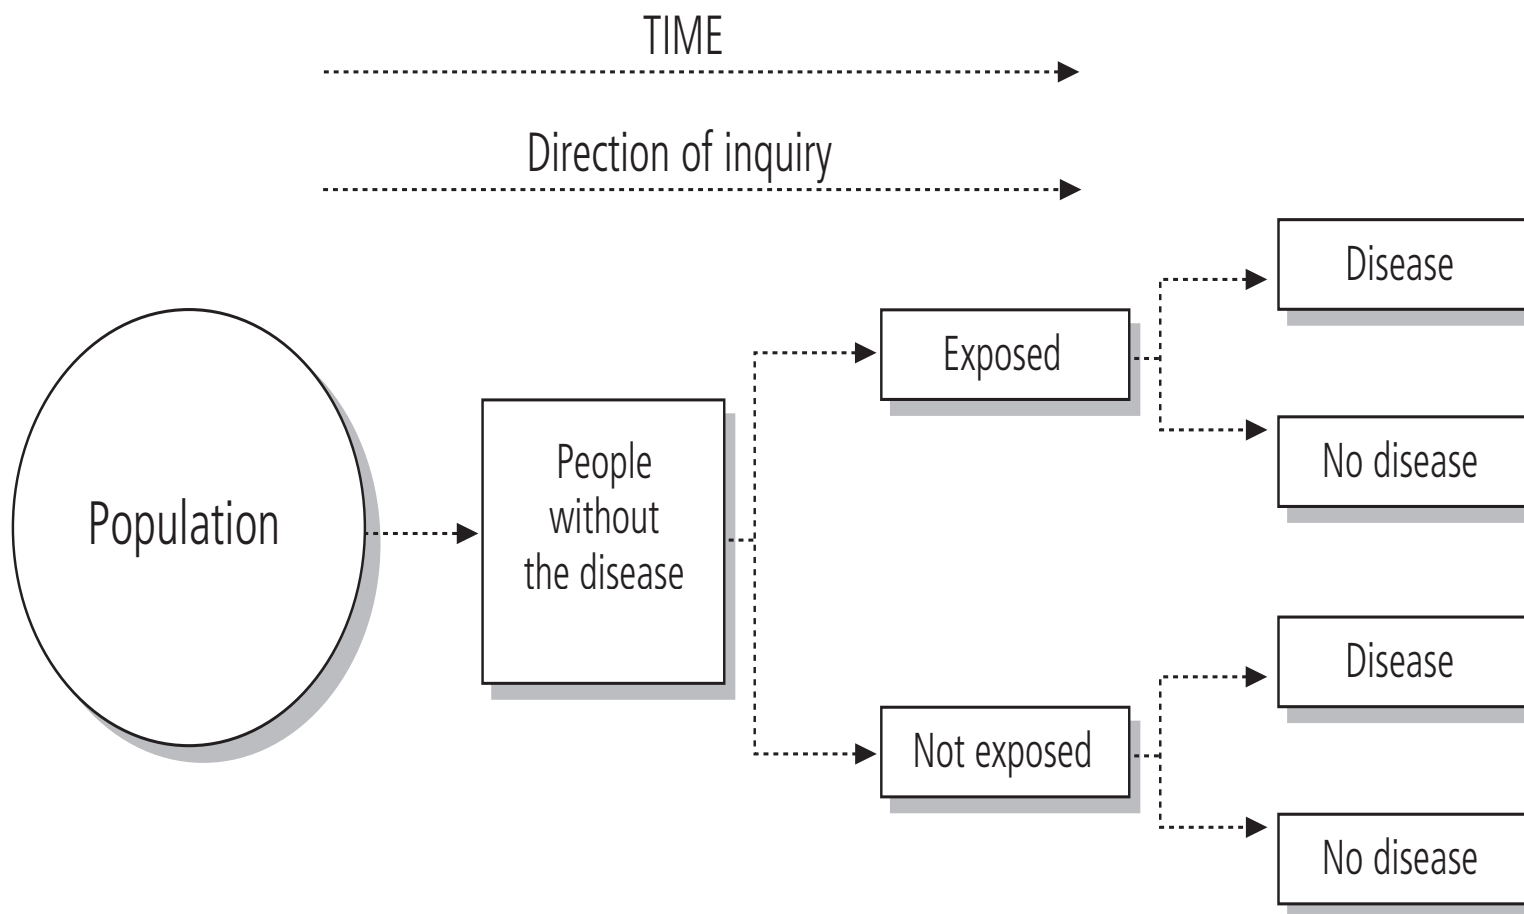 TIME
Direction of inquiry
Population
People
without
the disease
Exposed
Not exposed
Disease
No disease
Disease
No disease